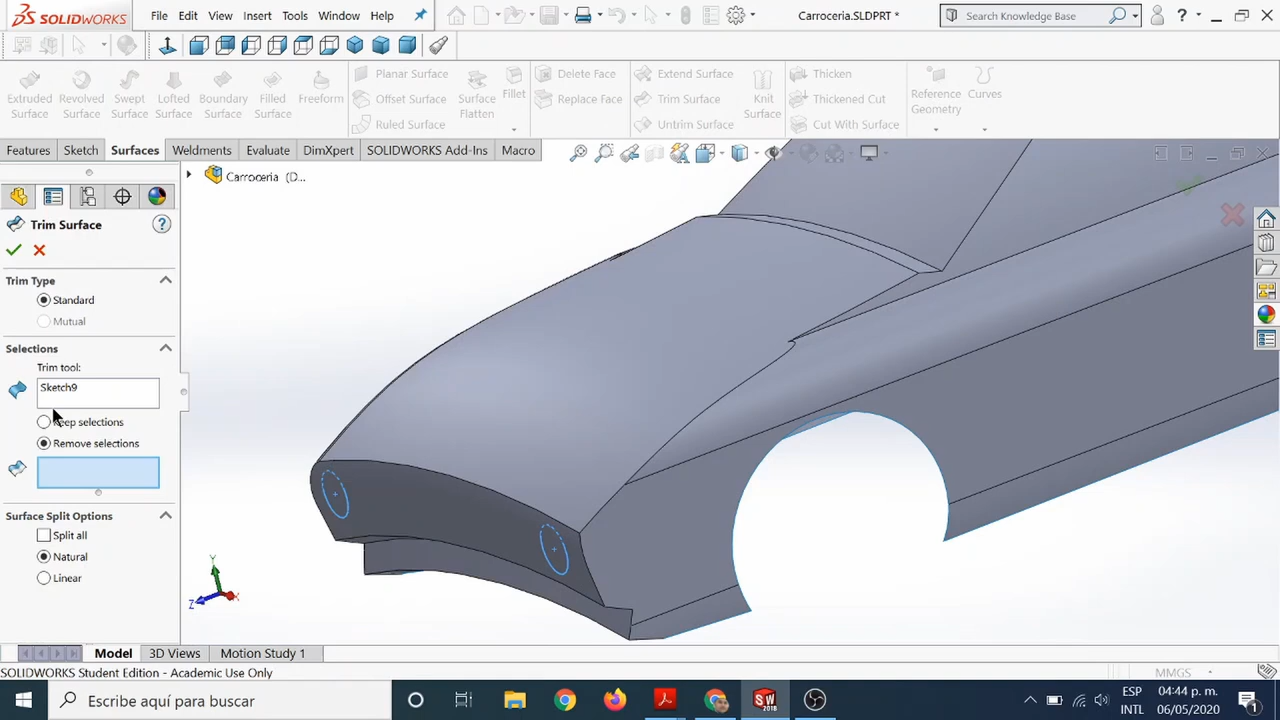 SOLIDWORKS File Edit View Insert Tools Window Help Carroceria.SLDPRT * Search Knowledge Base
Extruded Surface
Revolved Surface
Swept Surface
Lofted Surface
Boundary Surface
Filled Surface
Freeform
Planar Surface
Offset Surface
Ruled Surface
Surface Flatten
Fillet
Delete Face
Replace Face
Extend Surface
Trim Surface
Untrim Surface
Knit Surface
Thicken
Thickened Cut
Cut With Surface
Reference Geometry
Curves
Features Sketch Surfaces Weldments Evaluate DimXpert SOLIDWORKS Add-Ins Macro
Carroceria (D...
Trim Surface
Trim Type
Standard
Mutual
Selections
Trim tool:
Sketch9
Keep selections
Remove selections
Surface Split Options
Split all
Natural
Linear
Y
Z
X
Model 3D Views Motion Study 1
SOLIDWORKS Student Edition - Academic Use Only MMGS
Escribe aquí para buscar
SW
2018
ESP
INTL
04:44 p. m.
06/05/2020
1